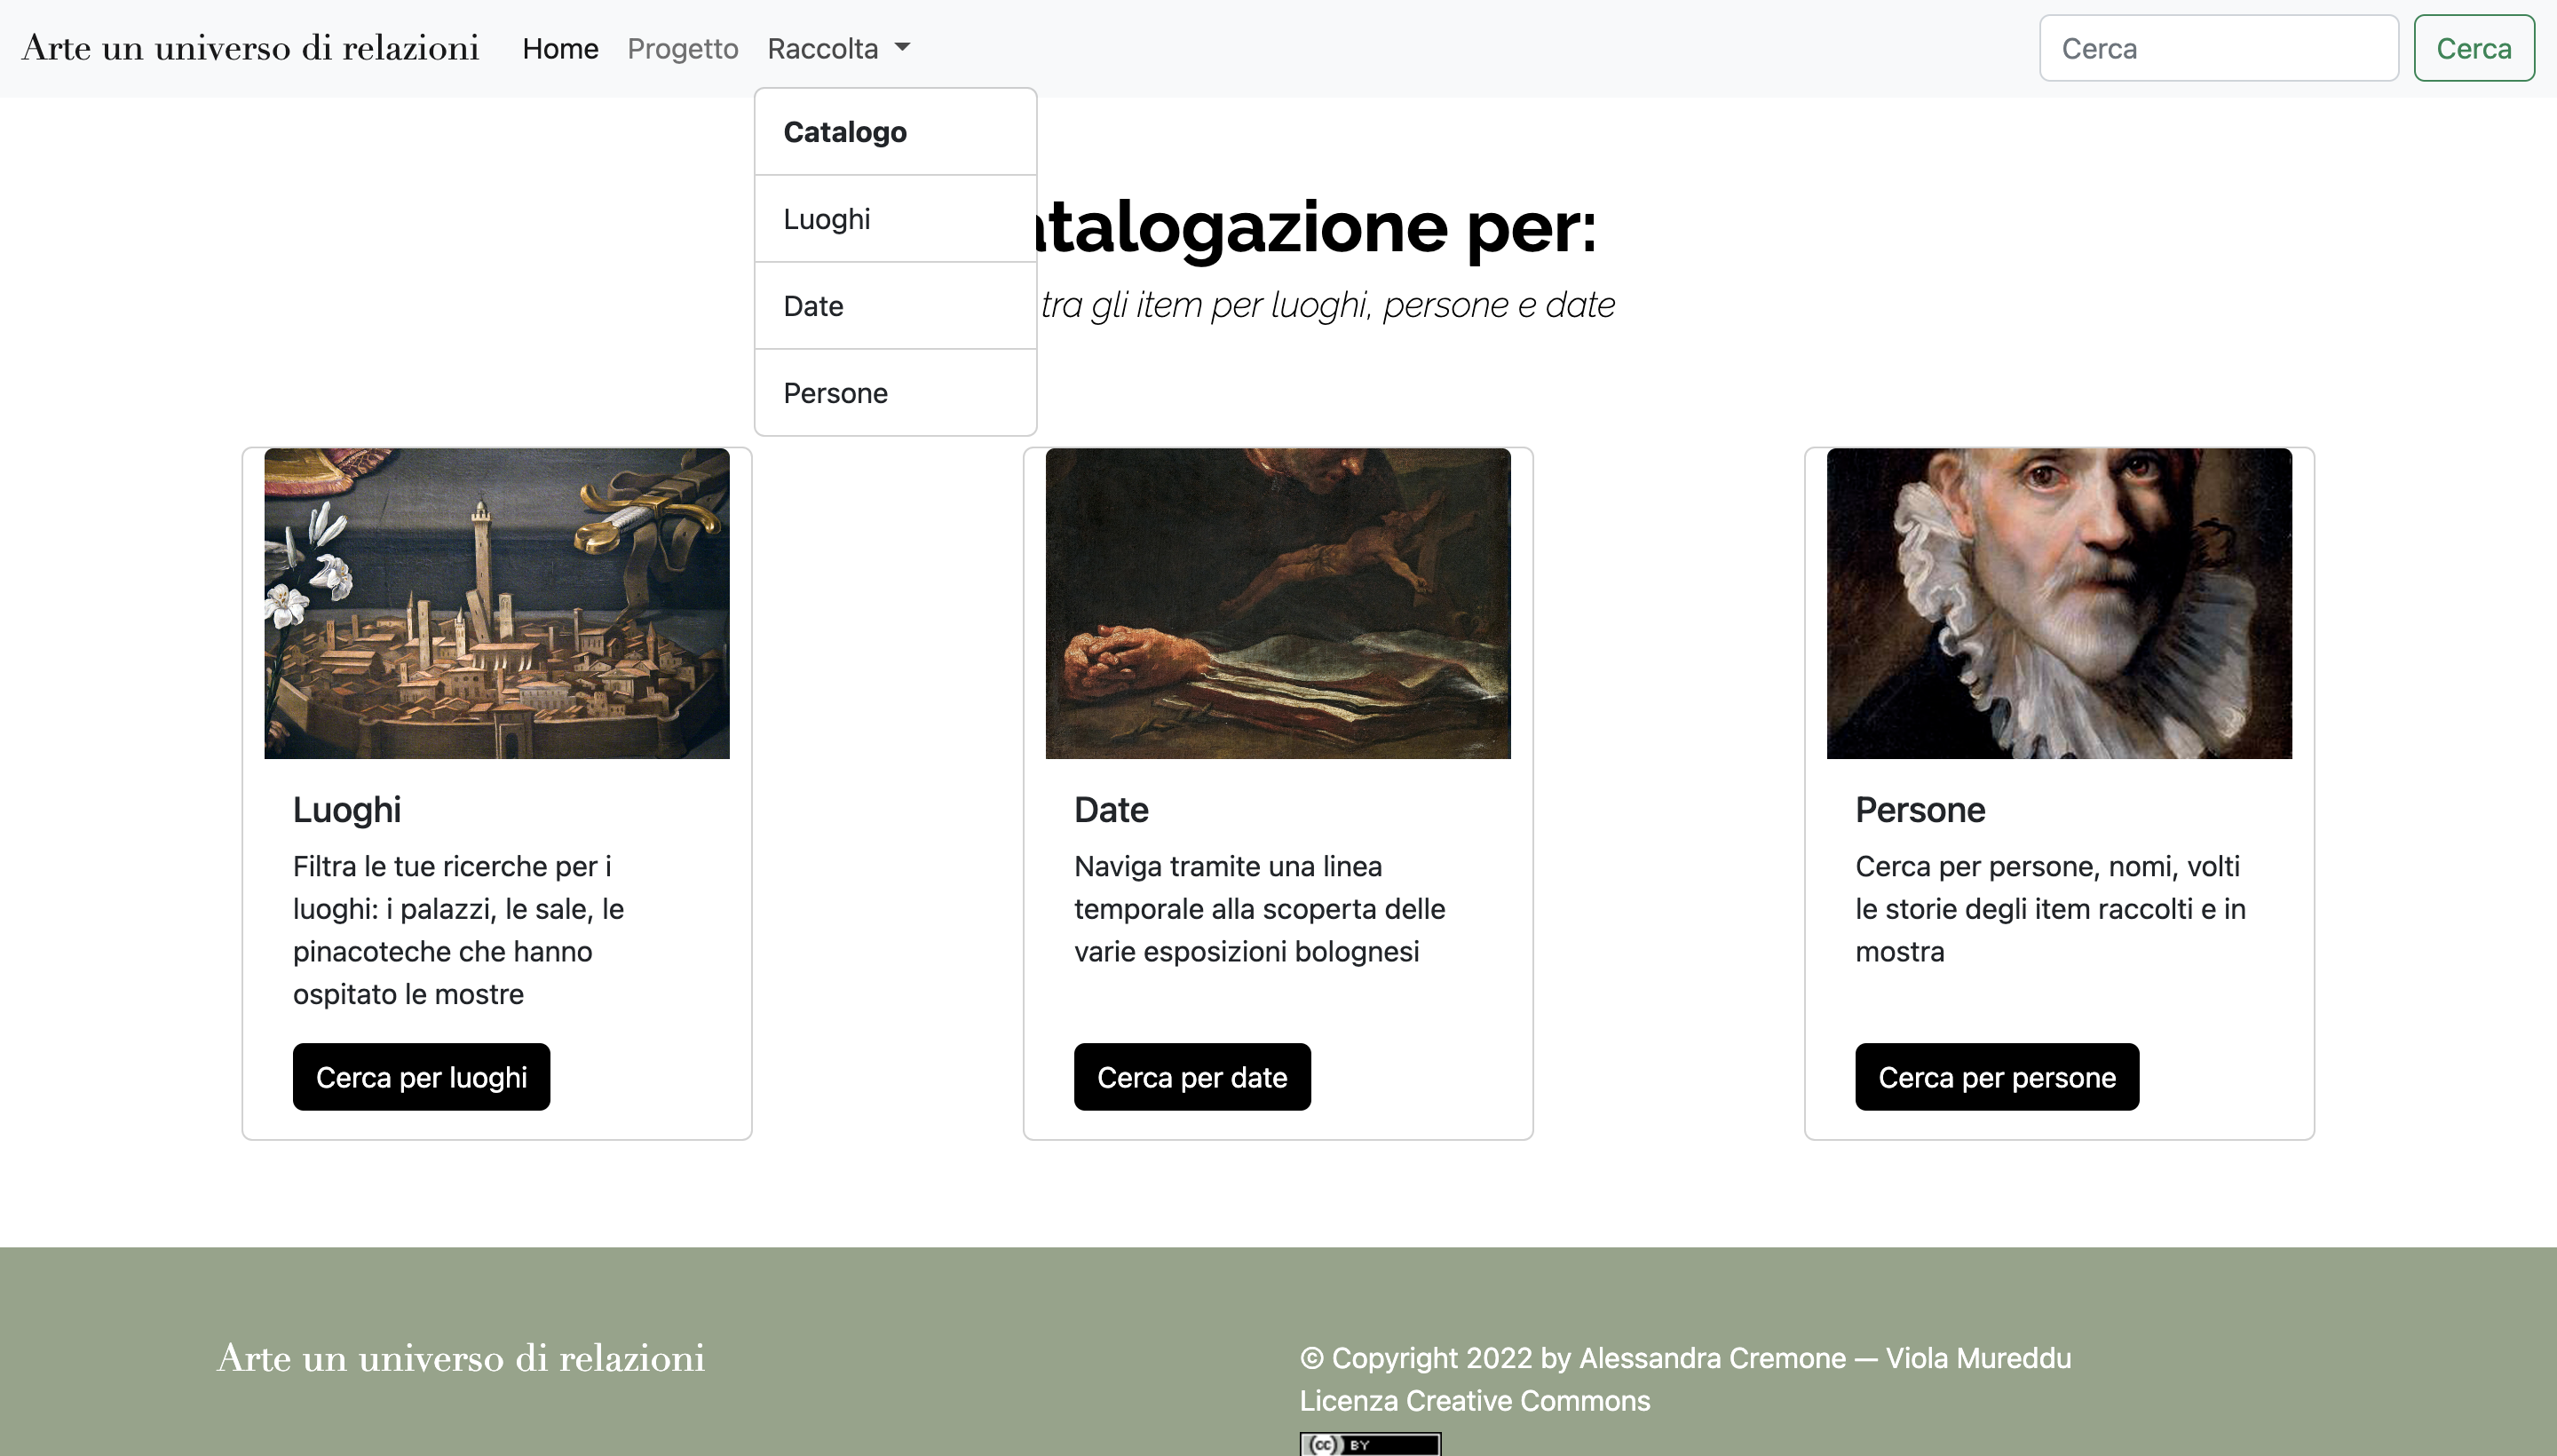 Arte un universo di relazioni Home Progetto Raccolta Cerca Cerca
Catalogo
Luoghi
Date
Persone
atalogazione per:
tra gli item per luoghi, persone e date
Luoghi
Filtra le tue ricerche per i
luoghi: i palazzi, le sale, le
pinacoteche che hanno
ospitato le mostre
Cerca per luoghi
Date
Naviga tramite una linea
temporale alla scoperta delle
varie esposizioni bolognesi
Cerca per date
Persone
Cerca per persone, nomi, volti
le storie degli item raccolti e in
mostra
Cerca per persone
Arte un universo di relazioni
© Copyright 2022 by Alessandra Cremone — Viola Mureddu
Licenza Creative Commons
cc BY